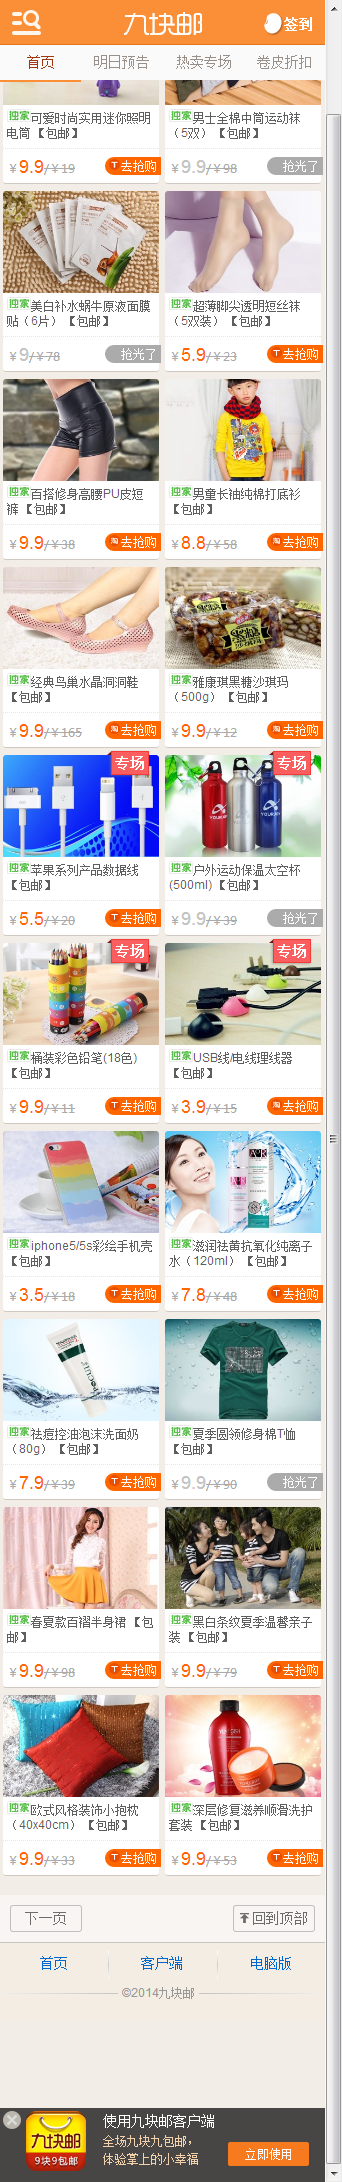 九块邮
签到
首页 明日预告 热卖专场 卷皮折扣
独家可爱时尚实用迷你照明
电筒【包邮】
¥9.9/¥19 T去抢购
独家男士全棉中筒运动袜
（5双）【包邮】
¥9.9/¥98 抢光了
独家美白补水蜗牛原液面膜
贴（6片）【包邮】
¥9/¥78 抢光了
独家超薄脚尖透明短丝袜
（5双装）【包邮】
¥5.9/¥23 T去抢购
独家百搭修身高腰PU皮短
裤【包邮】
¥9.9/¥38 淘去抢购
独家男童长袖纯棉打底衫
【包邮】
¥8.8/¥58 淘去抢购
独家经典鸟巢水晶洞洞鞋
【包邮】
¥9.9/¥165 淘去抢购
独家雅康琪黑糖沙琪玛
（500g）【包邮】
¥9.9/¥12 淘去抢购
专场
独家苹果系列产品数据线
【包邮】
¥5.5/¥20 T去抢购
专场
独家户外运动保温太空杯
(500ml)【包邮】
¥9.9/¥39 抢光了
专场
独家桶装彩色铅笔(18色)
【包邮】
¥9.9/¥11 T去抢购
专场
独家USB线/电线理线器
【包邮】
¥3.9/¥15 淘去抢购
独家iphone5/5s彩绘手机壳
【包邮】
¥3.5/¥18 T去抢购
独家滋润祛黄抗氧化纯离子
水（120ml）【包邮】
¥7.8/¥48 T去抢购
独家祛痘控油泡沫洗面奶
（80g）【包邮】
¥7.9/¥39 T去抢购
独家夏季圆领修身棉T恤
【包邮】
¥9.9/¥90 抢光了
独家春夏款百褶半身裙【包
邮】
¥9.9/¥98 T去抢购
独家黑白条纹夏季温馨亲子
装【包邮】
¥9.9/¥79 T去抢购
独家欧式风格装饰小抱枕
（40x40cm）【包邮】
¥9.9/¥33 T去抢购
独家深层修复滋养顺滑洗护
套装【包邮】
¥9.9/¥53 T去抢购
下一页 回到顶部
首页 客户端 电脑版
©2014九块邮
九块邮
9块9包邮
使用九块邮客户端
全场九块九包邮，
体验掌上的小幸福
立即使用